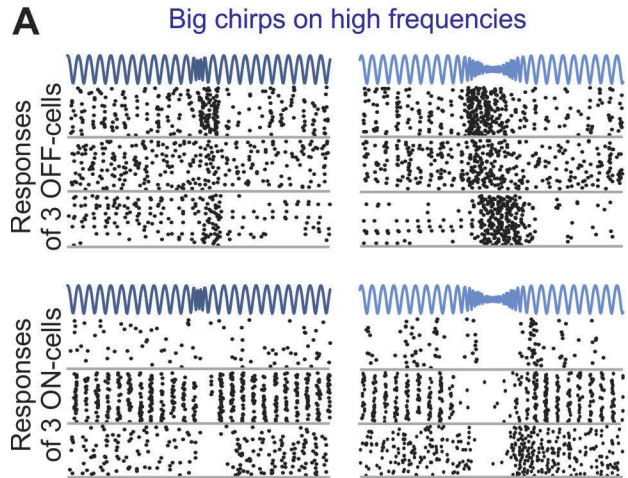 A
Big chirps on high frequencies
Responses
of 3 OFF-cells
Responses
of 3 ON-cells